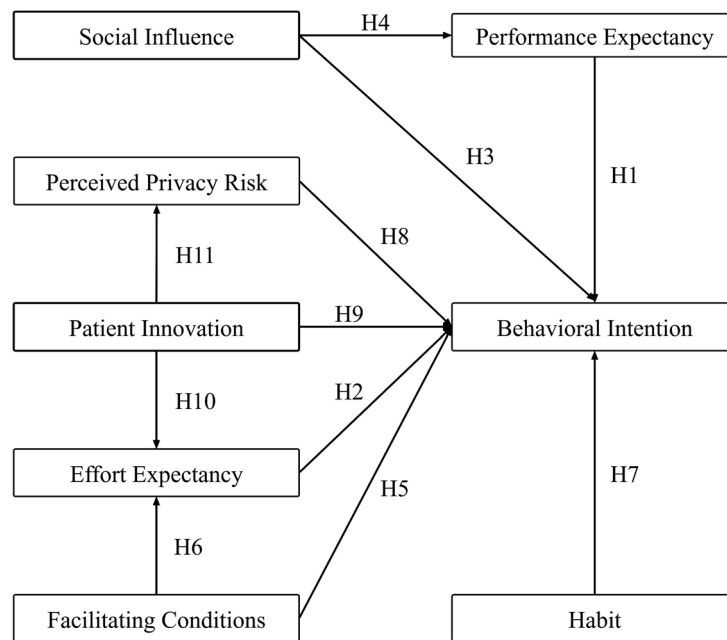 Social Influence
H4
Performance Expectancy
H3
H1
Perceived Privacy Risk
H8
H11
Patient Innovation
H9
Behavioral Intention
H10
H2
Effort Expectancy
H5
H7
H6
Facilitating Conditions
Habit